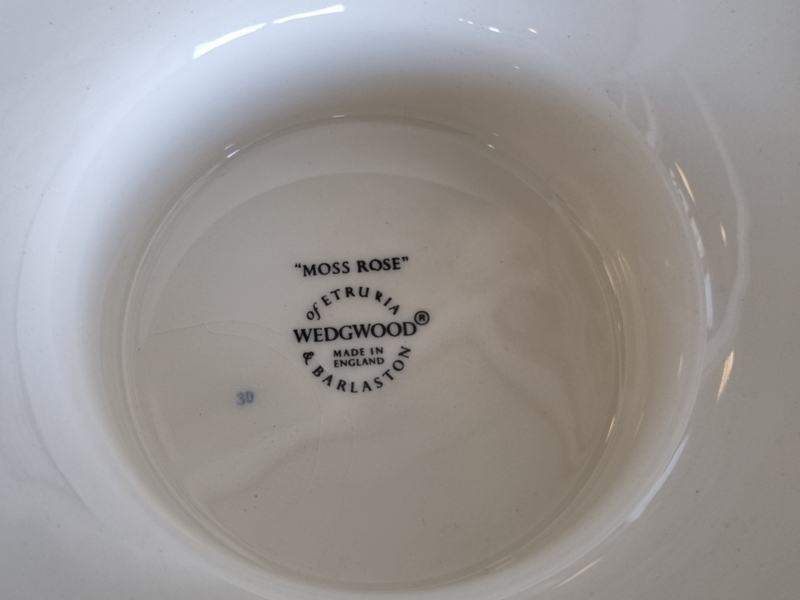 "MOSS ROSE"
of ETRURIA
WEDGWOOD®
MADE IN
ENGLAND
& BARLASTON
30